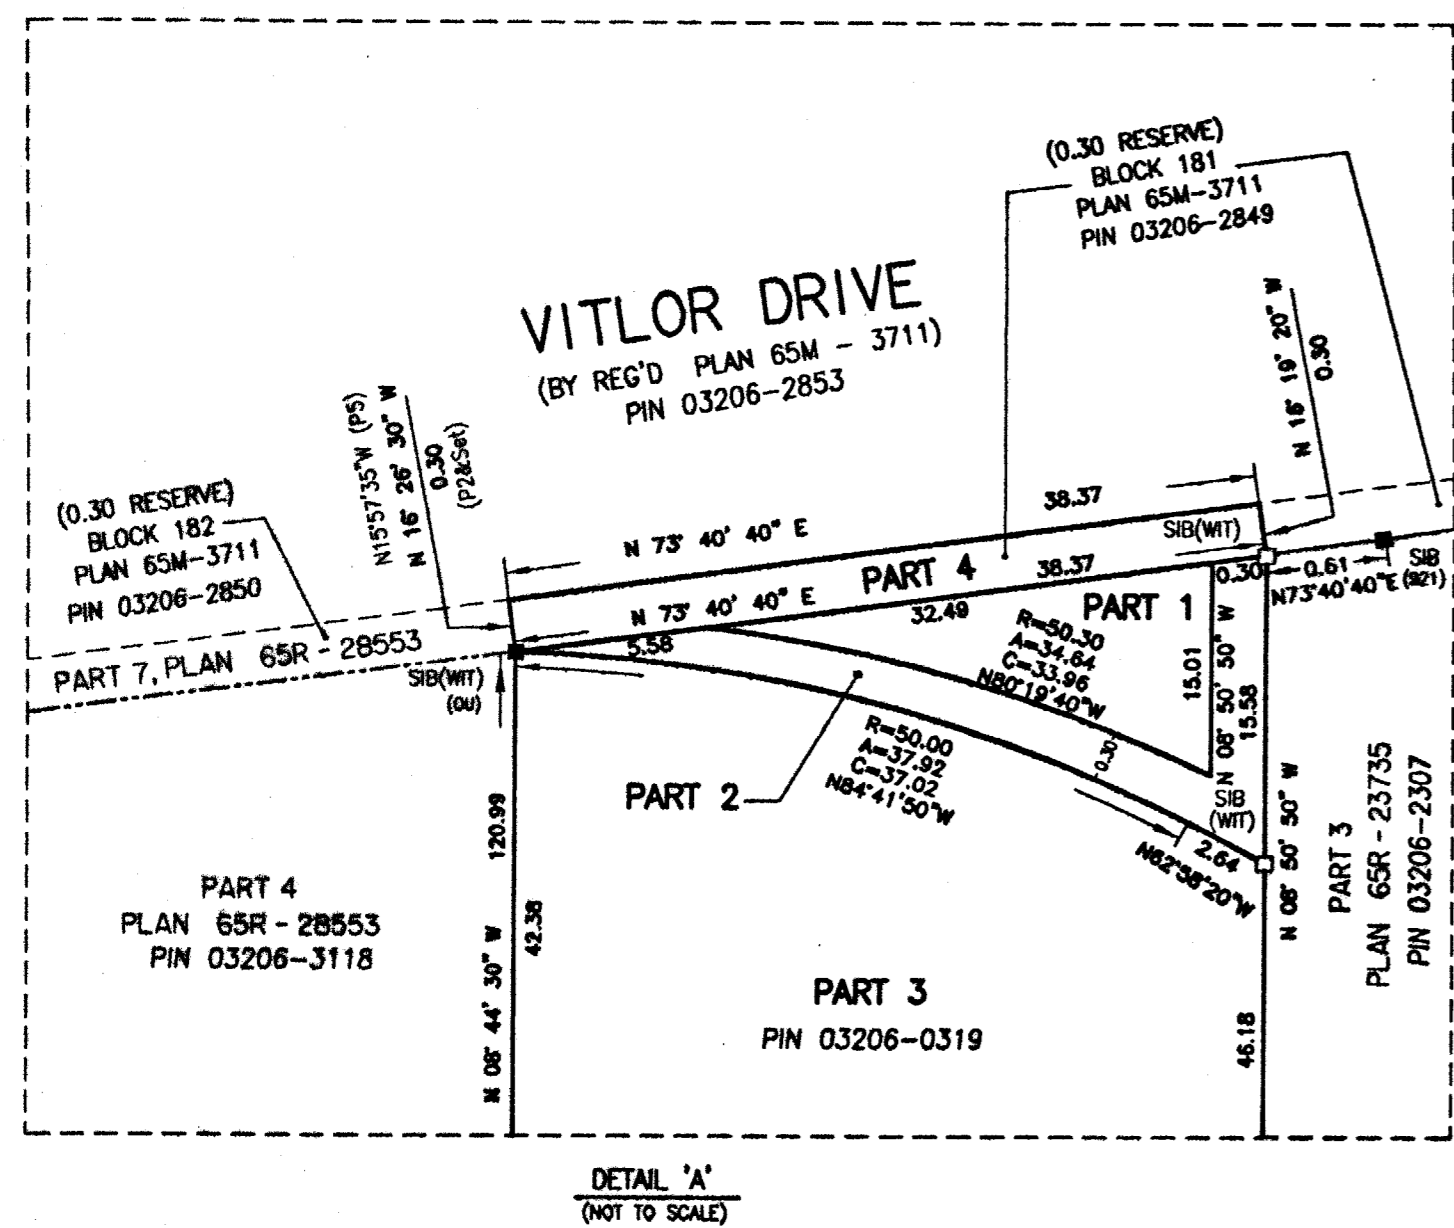 (0.30 RESERVE)
BLOCK 181
PLAN 65M-3711
PIN 03206-2849
VITLOR DRIVE
(BY REG'D PLAN 65M - 3711)
PIN 03206-2853
N 16° 19' 20" W
0.30
N15°57'35"W (P5)
N 16° 26' 30" W
0.30
(P2&Set)
(0.30 RESERVE)
BLOCK 182
PLAN 65M-3711
PIN 03206-2850
PART 7, PLAN 65R-28553
38.37
N 73° 40' 40" E
SIB(WIT)
PART 4
38.37
N 73° 40' 40" E
32.49
5.58
PART 1
0.30
0.61
SIB
N73°40'40"E (921)
SIB(WIT)
(OU)
R=50.30
A=34.64
C=33.96
N80°19'40"W
15.01
N 08° 50' 50" W
15.58
R=50.00
A=37.92
C=37.02
N84°41'50"W
0.30
PART 2
SIB
(WIT)
2.64
N62°58'20"W
120.99
42.38
N 08° 44' 30" W
PART 4
PLAN 65R-28553
PIN 03206-3118
PART 3
PIN 03206-0319
N 08° 50' 50" W
46.18
PART 3
PLAN 65R-23735
PIN 03206-2307
DETAIL 'A'
(NOT TO SCALE)